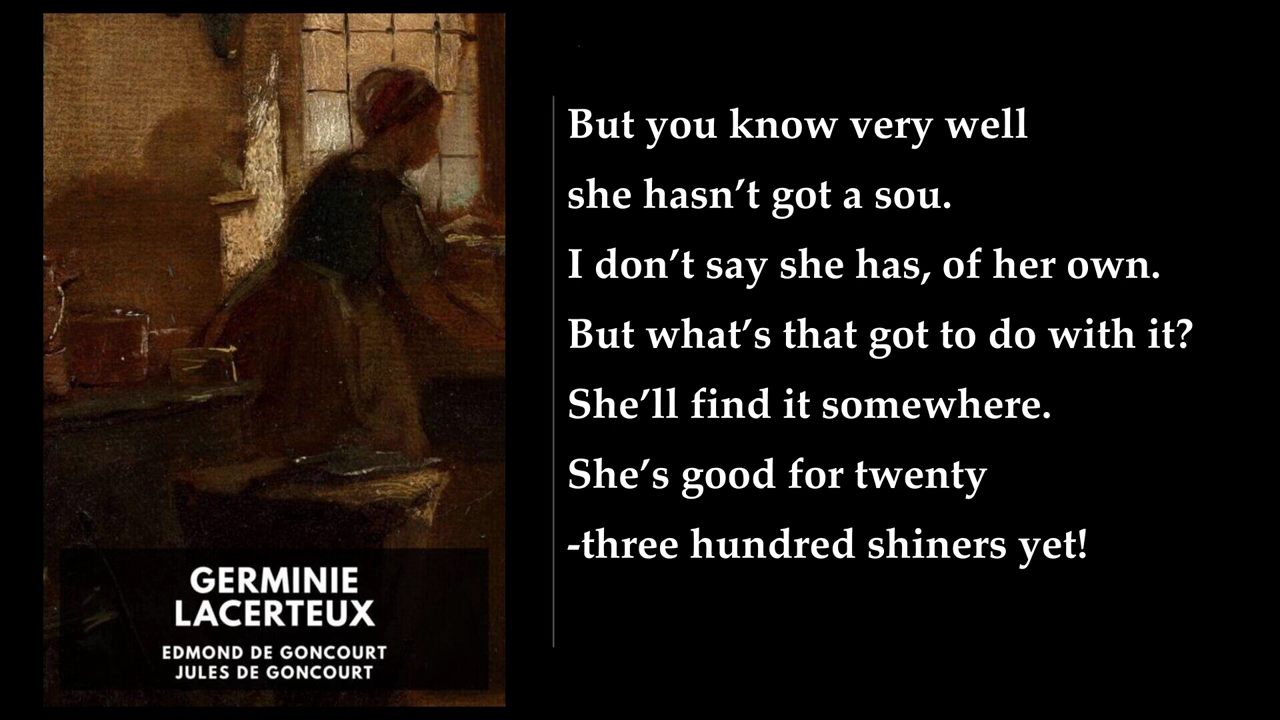 GERMINIE
LACERTEUX
EDMOND DE GONCOURT
JULES DE GONCOURT
But you know very well
she hasn’t got a sou.
I don’t say she has, of her own.
But what’s that got to do with it?
She’ll find it somewhere.
She’s good for twenty
-three hundred shiners yet!